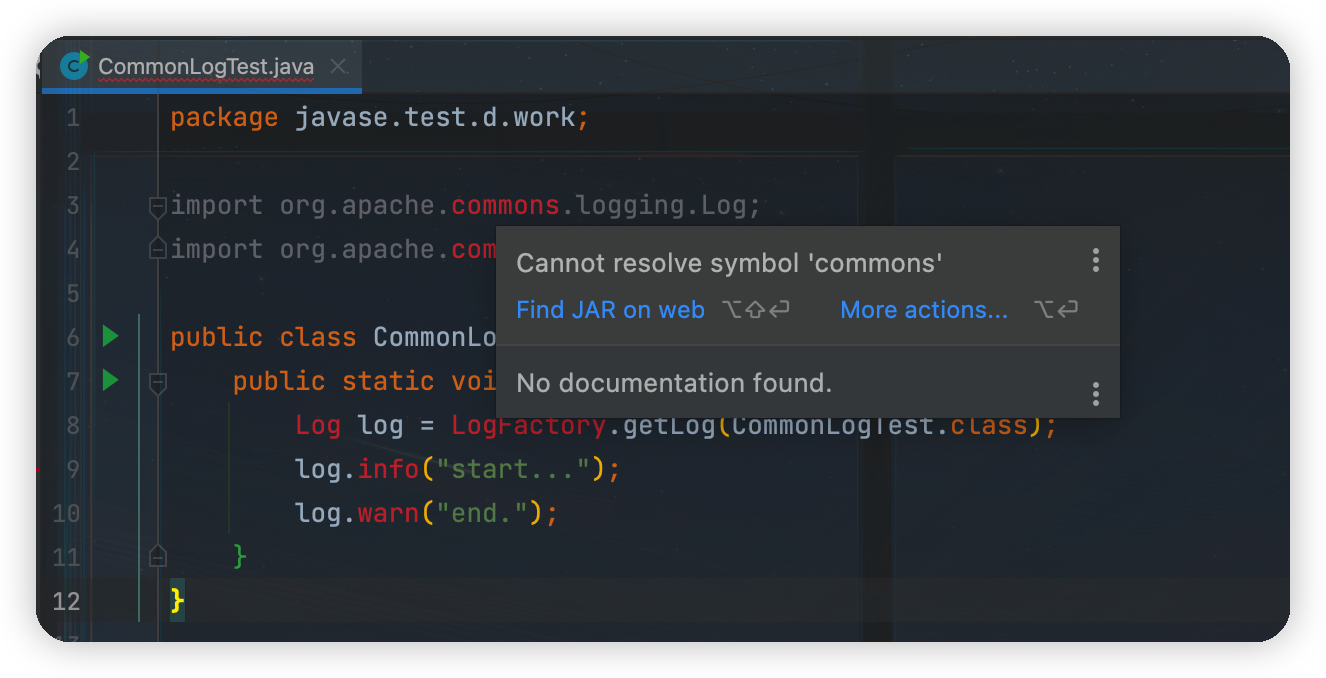 CommonLogTest.java
1 package javase.test.d.work;
2
3 import org.apache.commons.logging.Log;
4 import org.apache.com
Cannot resolve symbol 'commons'
Find JAR on web ⌥⇧⏎ More actions... ⌥⏎
5
6 public class CommonLo
7 public static voi
No documentation found.
8 Log log = LogFactory.getLog(CommonLogTest.class);
9 log.info("start...");
10 log.warn("end.");
11 }
12 }